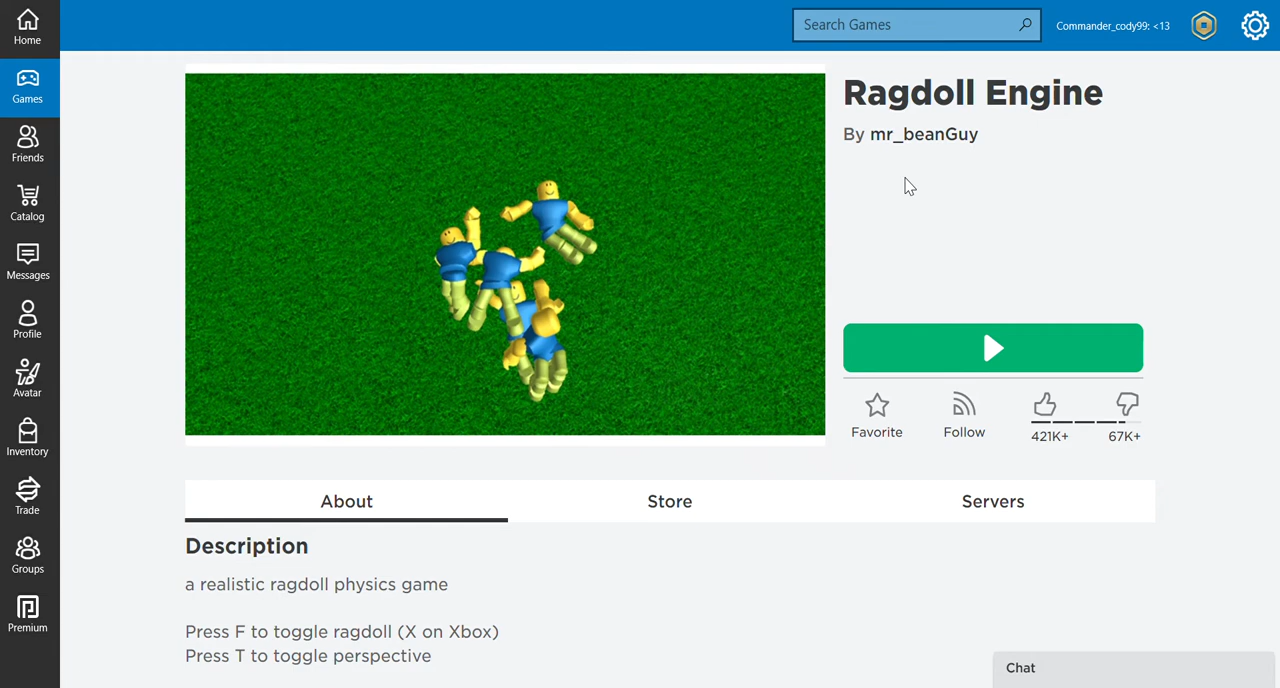 Home
Games
Friends
Catalog
Messages
Profile
Avatar
Inventory
Trade
Groups
Premium
Search Games
Commander_cody99: <13
Ragdoll Engine
By mr_beanGuy
Favorite
Follow
421K+
67K+
About
Store
Servers
Description
a realistic ragdoll physics game
Press F to toggle ragdoll (X on Xbox)
Press T to toggle perspective
Chat